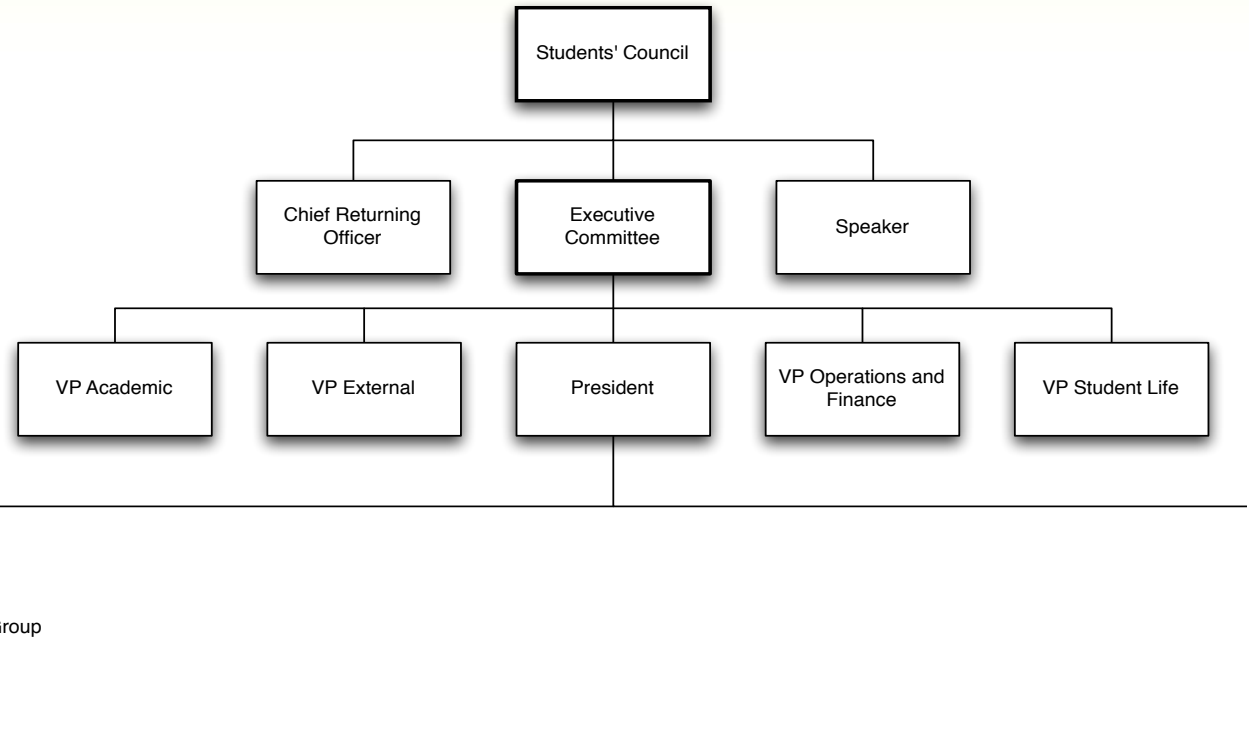 Students' Council
Chief Returning
Officer
Executive
Committee
Speaker
VP Academic
VP External
President
VP Operations and
Finance
VP Student Life
roup